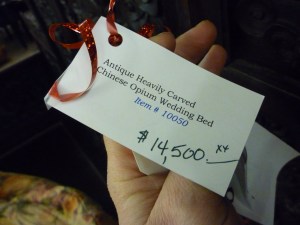 Antique Heavily Carved
Chinese Opium Wedding Bed
Item # 10050
$14,500.